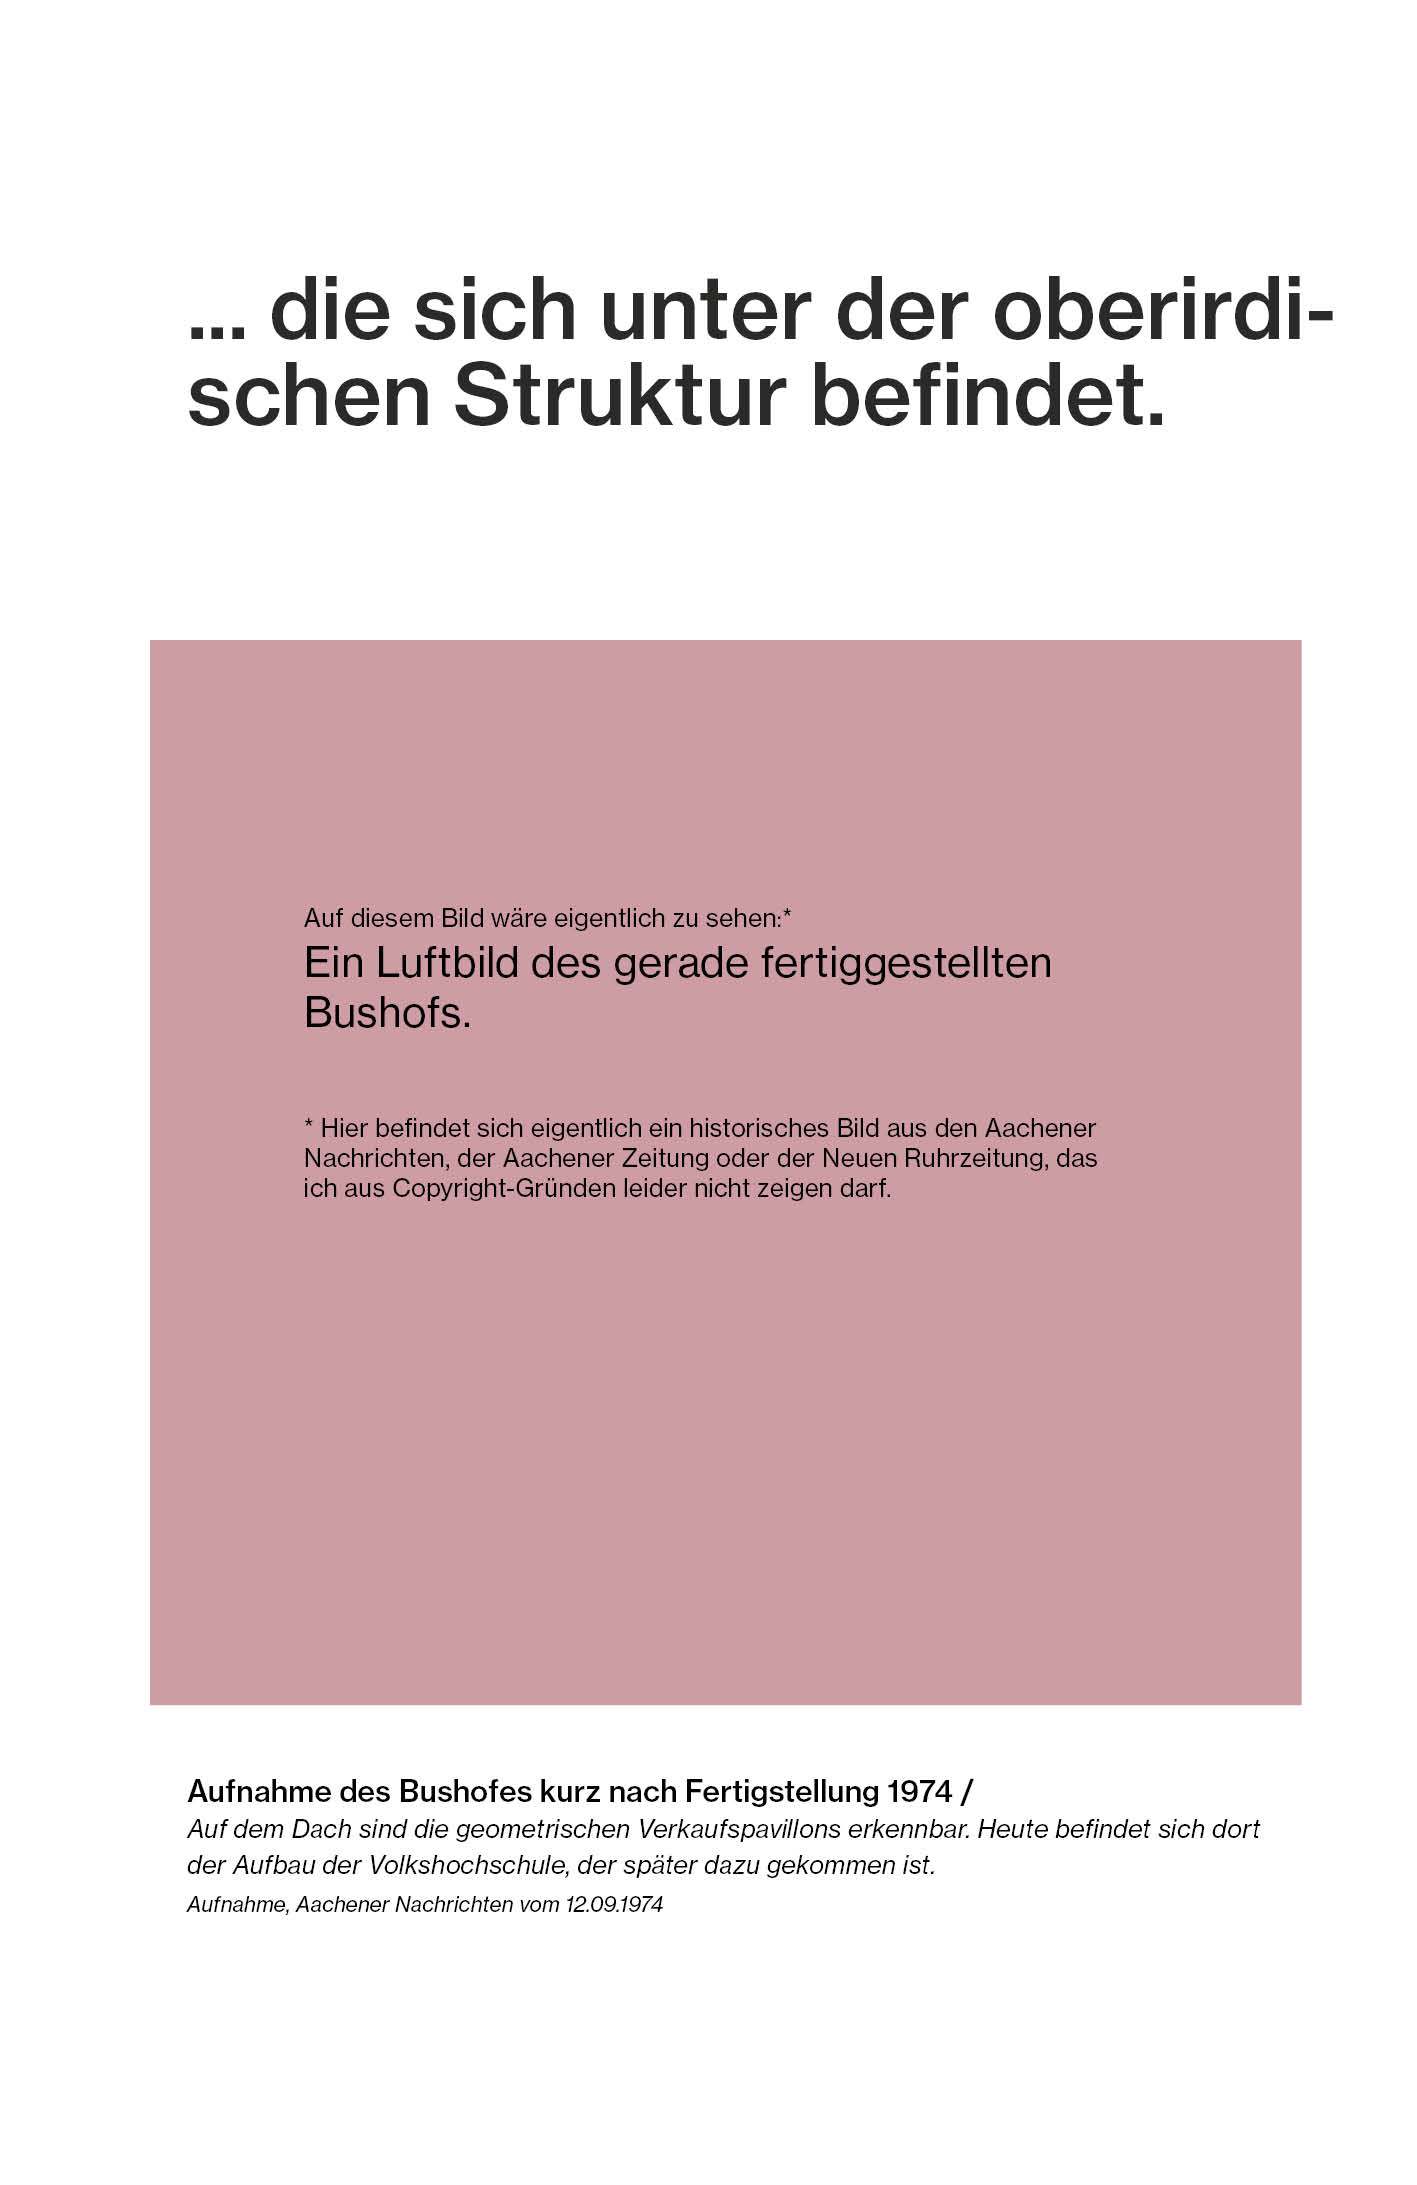 ... die sich unter der oberirdi-
schen Struktur befindet.
Auf diesem Bild wäre eigentlich zu sehen:*
Ein Luftbild des gerade fertiggestellten
Bushofs.
* Hier befindet sich eigentlich ein historisches Bild aus den Aachener
Nachrichten, der Aachener Zeitung oder der Neuen Ruhrzeitung, das
ich aus Copyright-Gründen leider nicht zeigen darf.
Aufnahme des Bushofes kurz nach Fertigstellung 1974 /
Auf dem Dach sind die geometrischen Verkaufspavillons erkennbar. Heute befindet sich dort
der Aufbau der Volkshochschule, der später dazu gekommen ist.
Aufnahme, Aachener Nachrichten vom 12.09.1974